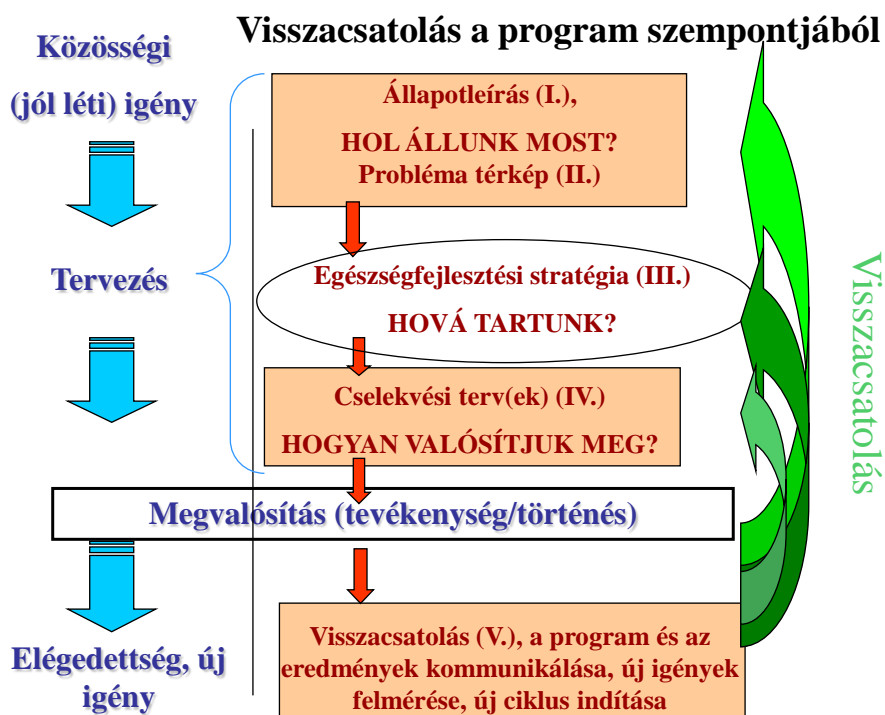 Visszacsatolás a program szempontjából
Közösségi
(jól léti) igény
Állapotleírás (I.),
HOL ÁLLUNK MOST?
Probléma térkép (II.)
Tervezés
Egészségfejlesztési stratégia (III.)
HOVÁ TARTUNK?
Cselekvési terv(ek) (IV.)
HOGYAN VALÓSÍTJUK MEG?
Visszacsatolás
Megvalósítás (tevékenység/történés)
Elégedettség, új
igény
Visszacsatolás (V.), a program és az
eredmények kommunikálása, új igények
felmérése, új ciklus indítása